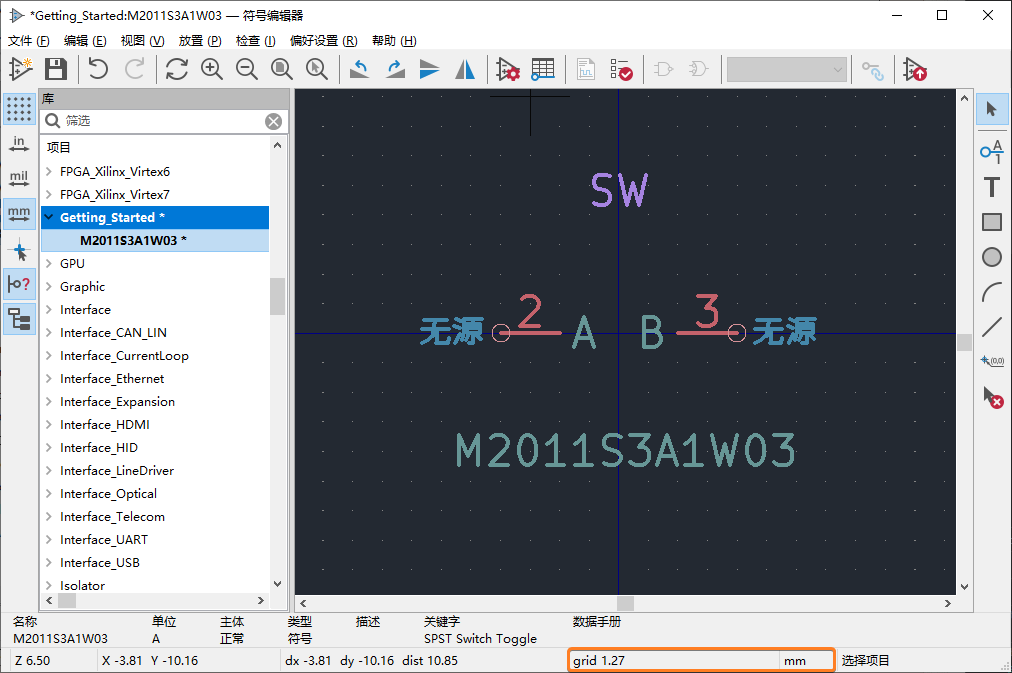 *Getting_Started:M2011S3A1W03 — 符号编辑器
文件 (F) 编辑 (E) 视图 (V) 放置 (P) 检查 (I) 偏好设置 (R) 帮助 (H)
库
in
筛选
mil
项目
mm
FPGA_Xilinx_Virtex6
FPGA_Xilinx_Virtex7
Getting_Started *
M2011S3A1W03 *
GPU
Graphic
Interface
Interface_CAN_LIN
Interface_CurrentLoop
Interface_Ethernet
Interface_Expansion
Interface_HDMI
Interface_HID
Interface_LineDriver
Interface_Optical
Interface_Telecom
Interface_UART
Interface_USB
Isolator
SW
2 3
无源 A B 无源
M2011S3A1W03
A
1
T
(0,0)
名称 单位 主体 类型 描述 关键字 数据手册
M2011S3A1W03 A 正常 符号 SPST Switch Toggle
Z 6.50 X -3.81 Y -10.16 dx -3.81 dy -10.16 dist 10.85 grid 1.27 mm 选择项目